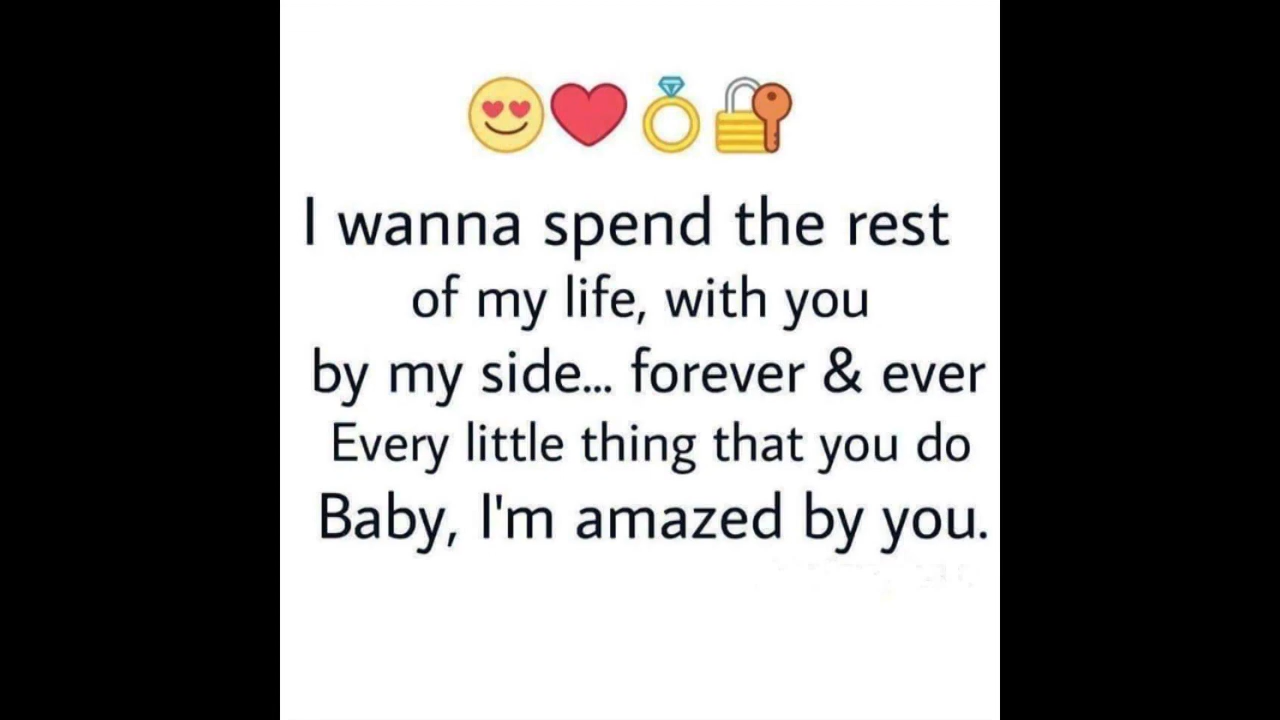 I wanna spend the rest
of my life, with you
by my side... forever & ever
Every little thing that you do
Baby, I'm amazed by you.